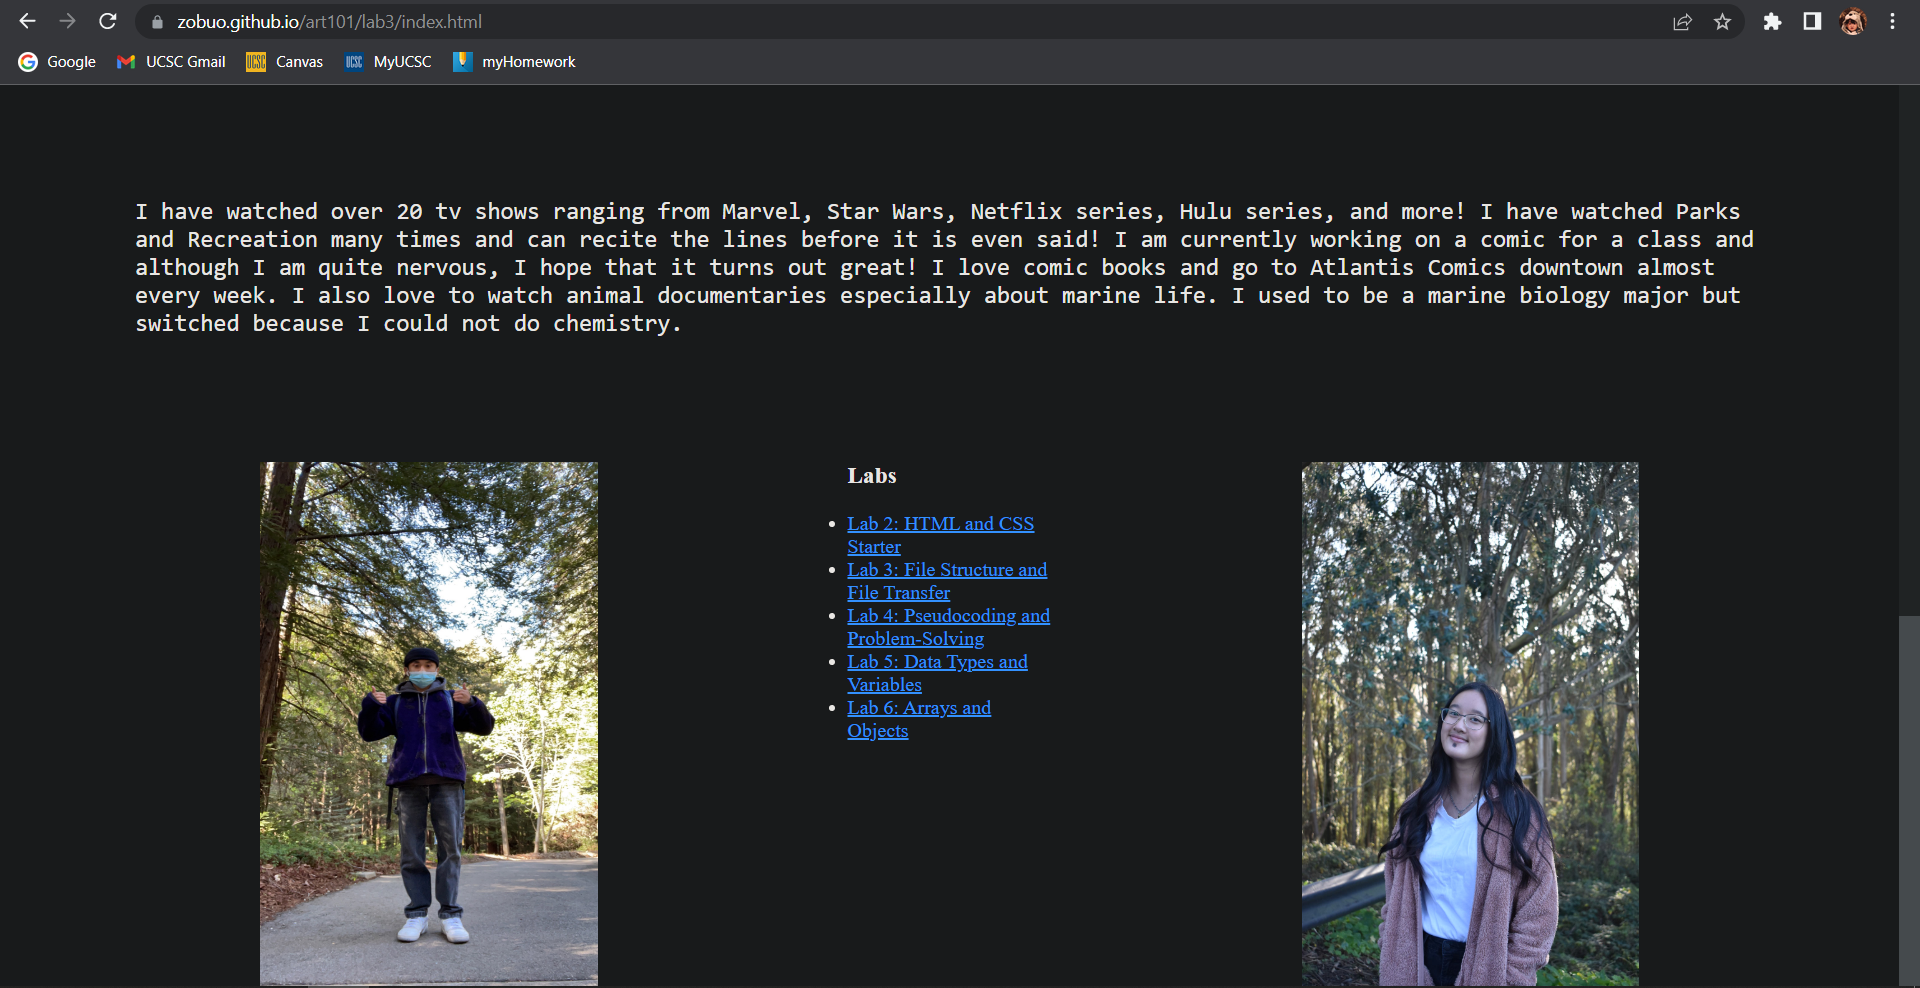 zobuo.github.io/art101/lab3/index.html
Google UCSC Gmail UCSC Canvas UCSC MyUCSC myHomework
I have watched over 20 tv shows ranging from Marvel, Star Wars, Netflix series, Hulu series, and more! I have watched Parks
and Recreation many times and can recite the lines before it is even said! I am currently working on a comic for a class and
although I am quite nervous, I hope that it turns out great! I love comic books and go to Atlantis Comics downtown almost
every week. I also love to watch animal documentaries especially about marine life. I used to be a marine biology major but
switched because I could not do chemistry.
Labs
Lab 2: HTML and CSS
Starter
Lab 3: File Structure and
File Transfer
Lab 4: Pseudocoding and
Problem-Solving
Lab 5: Data Types and
Variables
Lab 6: Arrays and
Objects